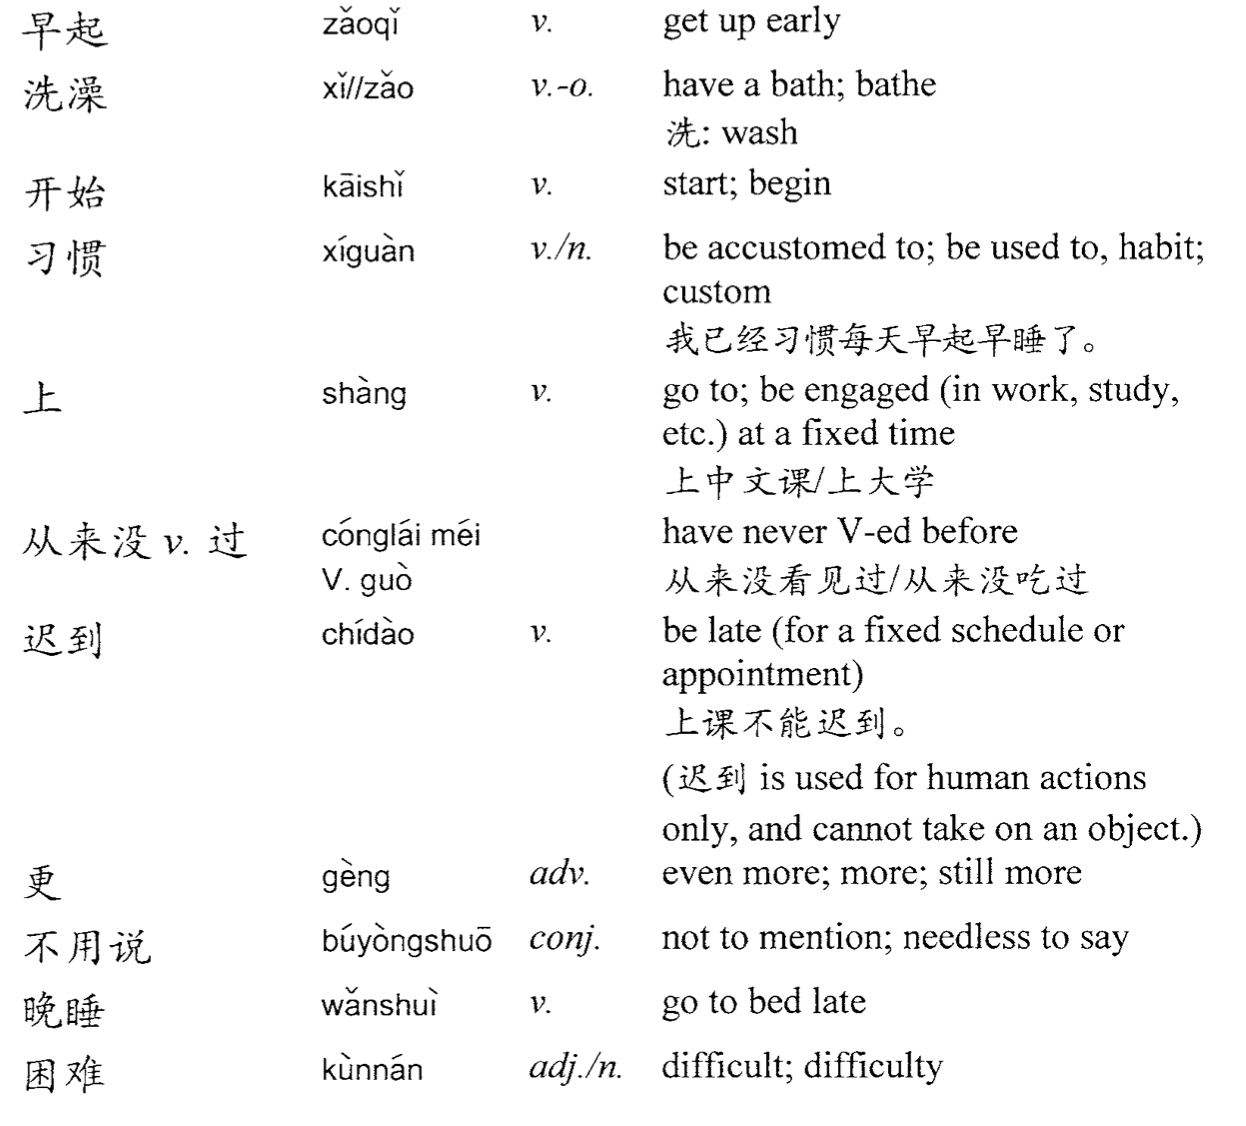 早起 zǎoqǐ v. get up early
洗澡 xǐ//zǎo v.-o. have a bath; bathe
洗: wash
开始 kāishǐ v. start; begin
习惯 xíguàn v./n. be accustomed to; be used to, habit;
custom
我已经习惯每天早起早睡了。
上 shàng v. go to; be engaged (in work, study,
etc.) at a fixed time
上中文课/上大学
从来没 v. 过 cónglái méi have never V-ed before
V. guò 从来没看见过/从来没吃过
迟到 chídào v. be late (for a fixed schedule or
appointment)
上课不能迟到。
(迟到 is used for human actions
only, and cannot take on an object.)
更 gèng adv. even more; more; still more
不用说 búyòngshuō conj. not to mention; needless to say
晚睡 wǎnshuì v. go to bed late
困难 kùnnán adj./n. difficult; difficulty